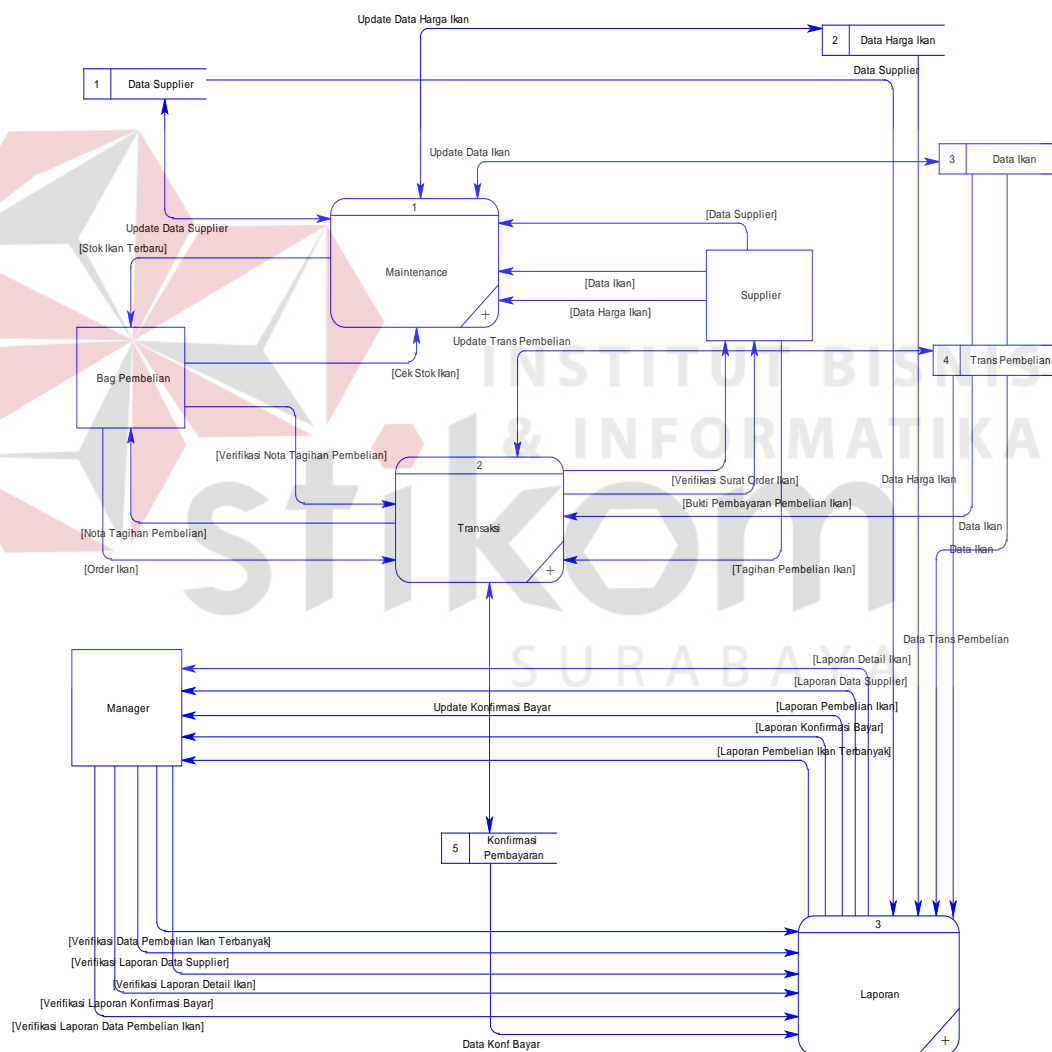 Update Data Harga Ikan
2 Data Harga Ikan
Data Supplier
1 Data Supplier
Update Data Ikan
3 Data Ikan
1
[Data Supplier]
Update Data Supplier
[Stok Ikan Terbaru]
Maintenance
[Data Ikan]
Supplier
[Data Harga Ikan]
+
Update Trans Pembelian
4 Trans Pembelian
INSTITUT BISNIS
[Cek Stok Ikan]
Bag Pembelian
& INFORMATIKA
[Verifikasi Nota Tagihan Pembelian]
2
[Verifikasi Surat Order Ikan]
Data Harga Ikan
[Bukti Pembayaran Pembelian Ikan]
stikom
Transaksi
Data Ikan
[Nota Tagihan Pembelian]
Data Ikan
[Order Ikan]
+
[Tagihan Pembelian Ikan]
Data Trans Pembelian
SURABAYA
[Laporan Detail Ikan]
[Laporan Data Supplier]
Manager
Update Konfirmasi Bayar
[Laporan Pembelian Ikan]
[Laporan Konfirmasi Bayar]
[Laporan Pembelian Ikan Terbanyak]
5 Konfirmasi
Pembayaran
3
[Verifikasi Data Pembelian Ikan Terbanyak]
[Verifikasi Laporan Data Supplier]
[Verifikasi Laporan Detail Ikan]
Laporan
[Verifikasi Laporan Konfirmasi Bayar]
[Verifikasi Laporan Data Pembelian Ikan]
+
Data Konf Bayar